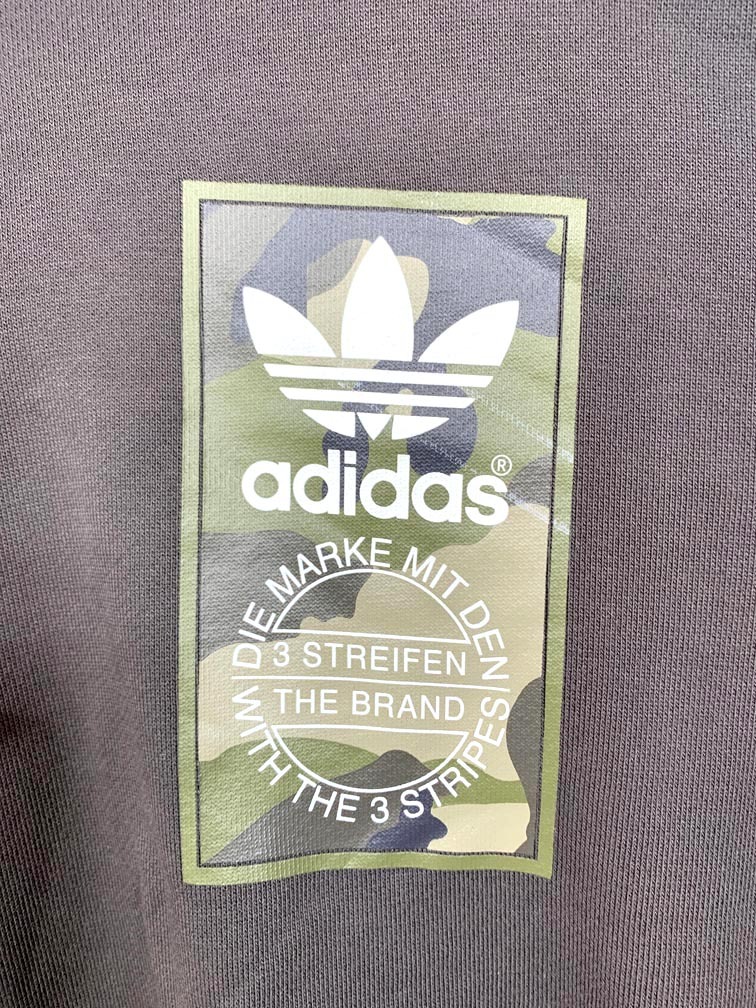 adidas®
DIE MARKE MIT DEN
3 STREIFEN
THE BRAND
WITH THE 3 STRIPES